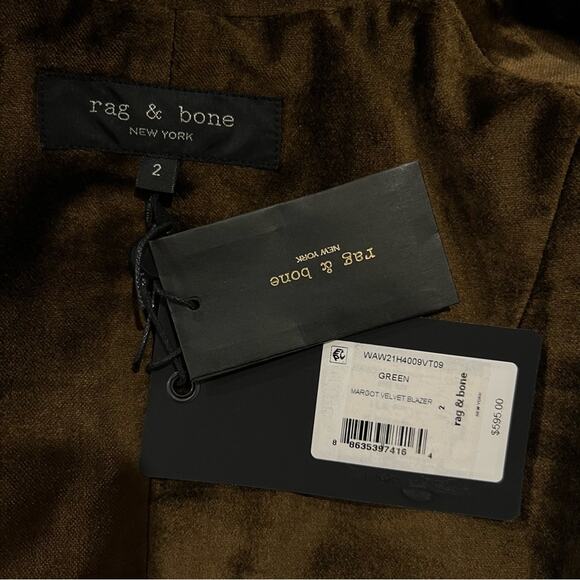 rag & bone
NEW YORK
2
rag & bone
NEW YORK
WAW21H4009VT09
GREEN
MARGOT VELVET BLAZER
2
rag & bone
NEW YORK
$595.00
8 8635397416 4